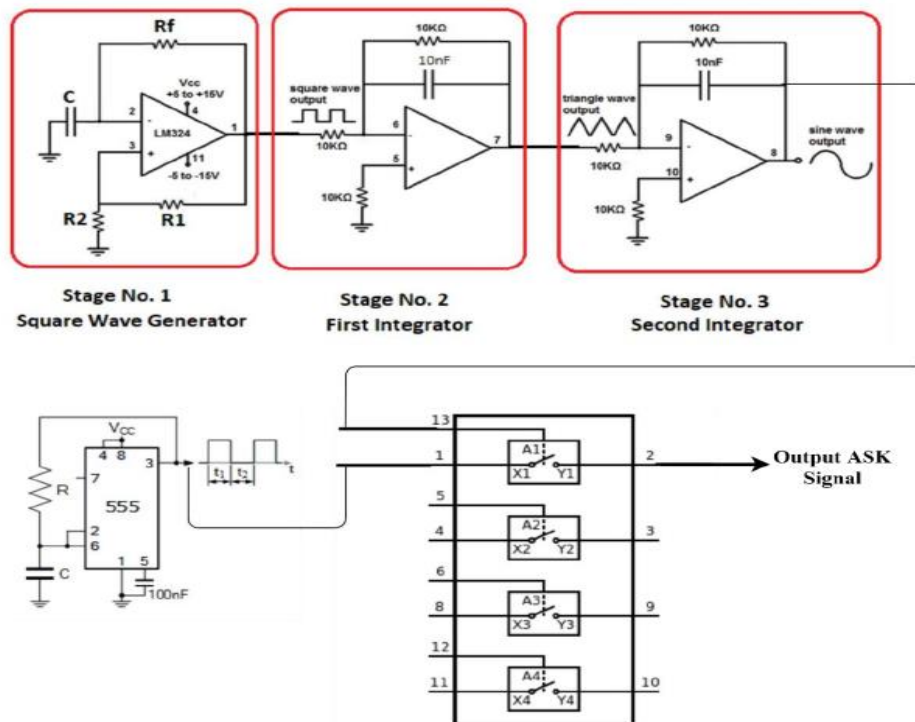 Rf
C
Vcc
+5 to +15V
2
4
LM324
1
3
11
-5 to -15V
R2
R1
10KΩ
10nF
square wave
output
10KΩ
6
7
5
10KΩ
10KΩ
10nF
triangle wave
output
10KΩ
9
8
10
10KΩ
sine wave
output
Stage No. 1
Square Wave Generator
Stage No. 2
First Integrator
Stage No. 3
Second Integrator
VCC
4 8
3
7
R
555
2
6
1 5
C
100nF
t1 t2 t
13
A1
1 X1 Y1 2
5
A2
4 X2 Y2 3
6
A3
8 X3 Y3 9
12
A4
11 X4 Y4 10
Output ASK
Signal